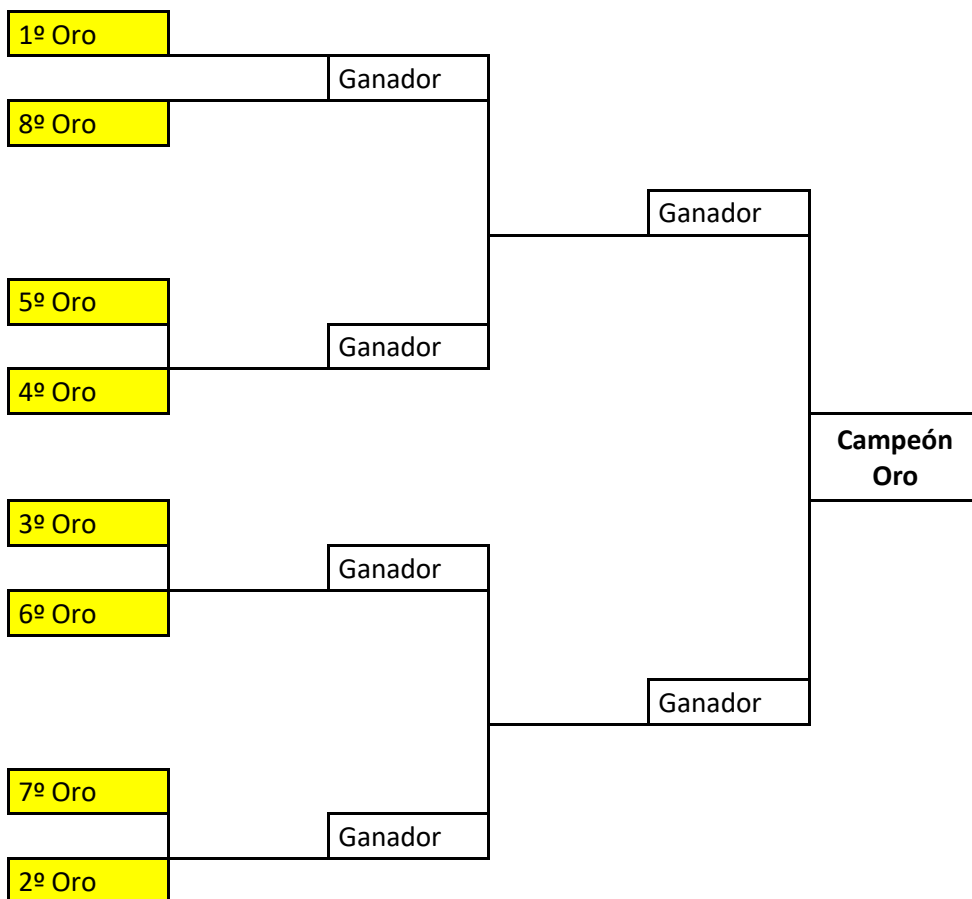 1º Oro
Ganador
8º Oro
Ganador
5º Oro
Ganador
4º Oro
Campeón
Oro
3º Oro
Ganador
6º Oro
Ganador
7º Oro
Ganador
2º Oro